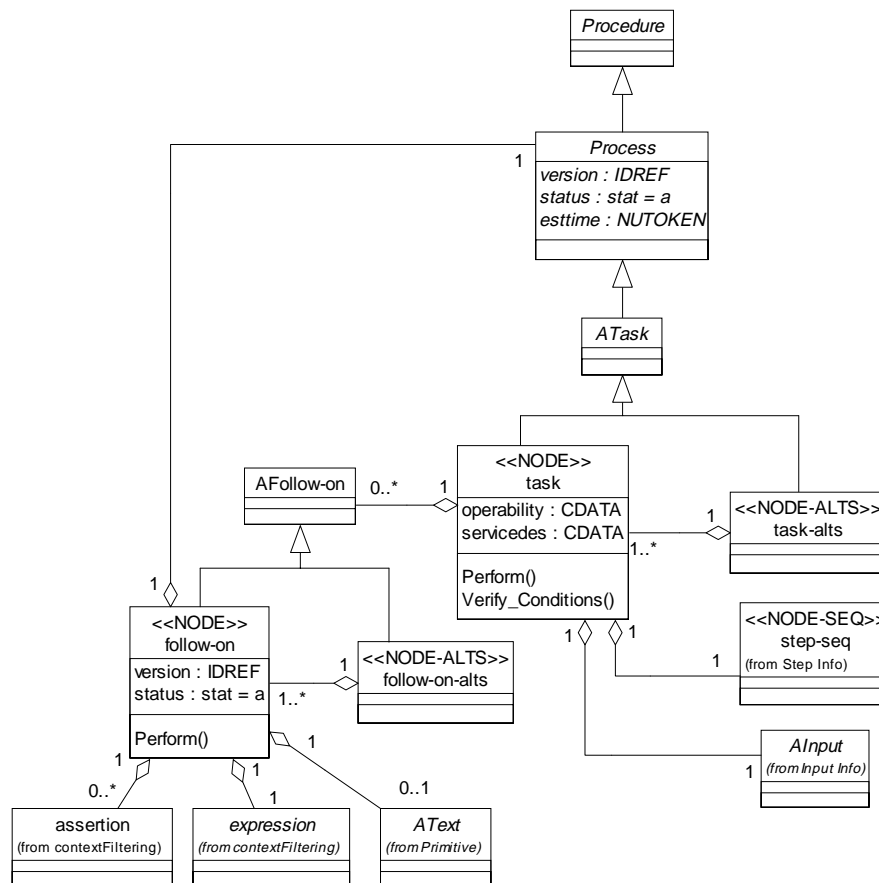 Procedure
Process
version : IDREF
status : stat = a
esttime : NUTOKEN
1
ATask
<<NODE>>
task
operability : CDATA
servicedes : CDATA
Perform()
Verify_Conditions()
AFollow-on
0..*
1
<<NODE-ALTS>>
task-alts
1
1..*
<<NODE>>
follow-on
version : IDREF
status : stat = a
Perform()
1
<<NODE-ALTS>>
follow-on-alts
1
1..*
<<NODE-SEQ>>
step-seq
(from Step Info)
1
1
1
AInput
(from Input Info)
1
1
0..*
1
1
1
0..1
assertion
(from contextFiltering)
expression
(from contextFiltering)
AText
(from Primitive)